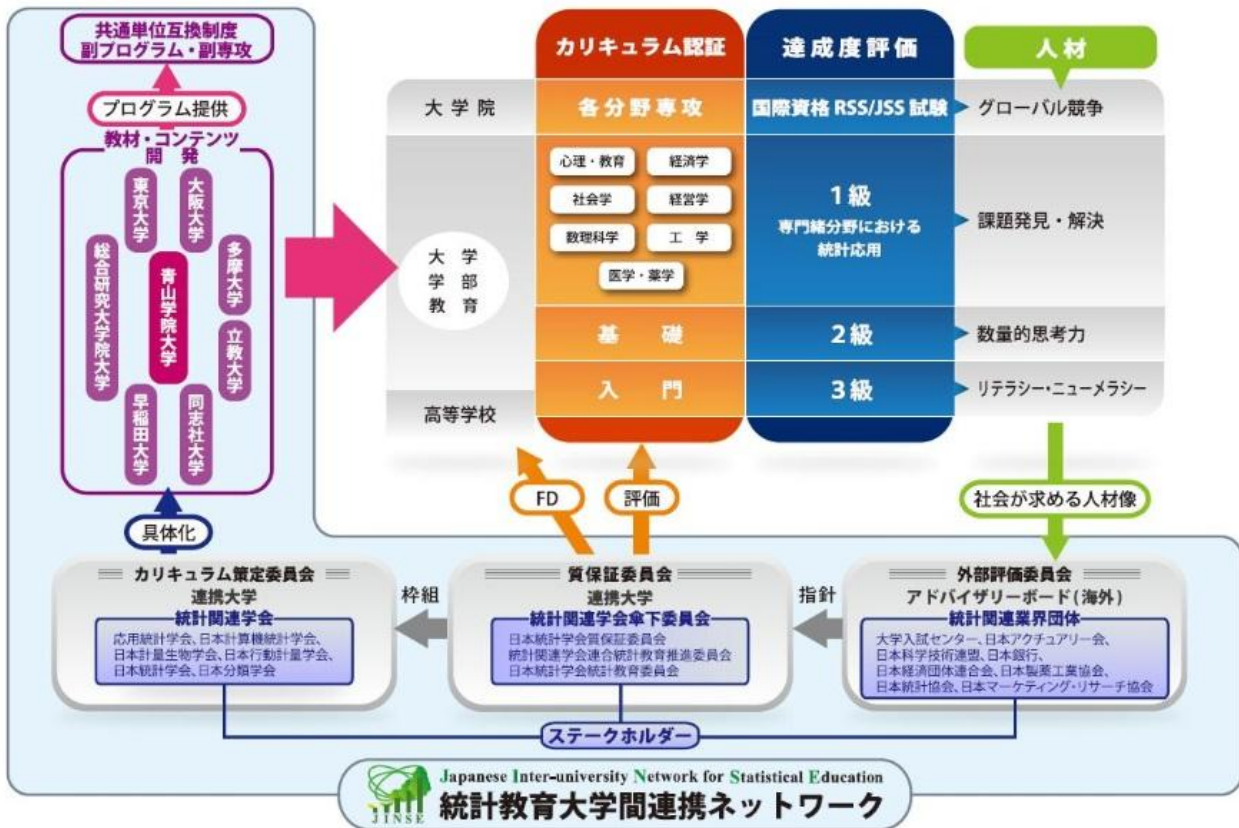 共通単位互換制度
副プログラム・副専攻
プログラム提供
教材・コンテンツ
開発
東京大学
大阪大学
総合研究大学院大学
青山学院大学
多摩大学
立教大学
早稲田大学
同志社大学
具体化
カリキュラム認証
達成度評価
人材
大学院
各分野専攻
国際資格RSS/JSS試験
グローバル競争
大学
学部
教育
心理・教育
経済学
社会学
経営学
数理科学
工学
医学・薬学
1級
専門緒分野における
統計応用
課題発見・解決
基礎
2級
数量的思考力
高等学校
入門
3級
リテラシー・ニューメラシー
FD
評価
社会が求める人材像
カリキュラム策定委員会
連携大学
統計関連学会
応用統計学会、日本計算機統計学会、
日本計量生物学会、日本行動計量学会、
日本統計学会、日本分類学会
枠組
質保証委員会
連携大学
統計関連学会傘下委員会
日本統計学会質保証委員会
統計関連学会連合統計教育推進委員会
日本統計学会統計教育委員会
指針
外部評価委員会
アドバイザリーボード(海外)
統計関連業界団体
大学入試センター、日本アクチュアリー会、
日本科学技術連盟、日本銀行、
日本経済団体連合会、日本製薬工業協会、
日本統計協会、日本マーケティング・リサーチ協会
ステークホルダー
JINSE
Japanese Inter-university Network for Statistical Education
統計教育大学間連携ネットワーク